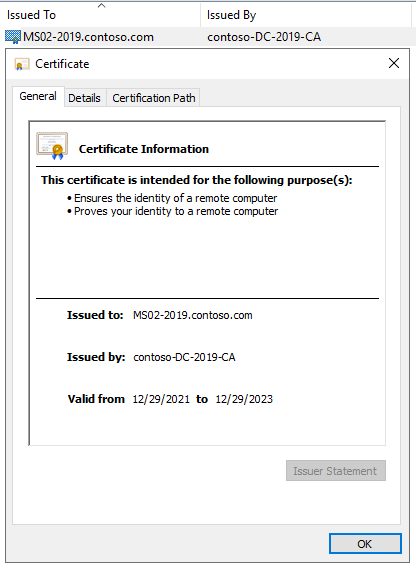 Issued To Issued By
MS02-2019.contoso.com contoso-DC-2019-CA
Certificate
General Details Certification Path
Certificate Information
This certificate is intended for the following purpose(s):
• Ensures the identity of a remote computer
• Proves your identity to a remote computer
Issued to: MS02-2019.contoso.com
Issued by: contoso-DC-2019-CA
Valid from 12/29/2021 to 12/29/2023
Issuer Statement
OK